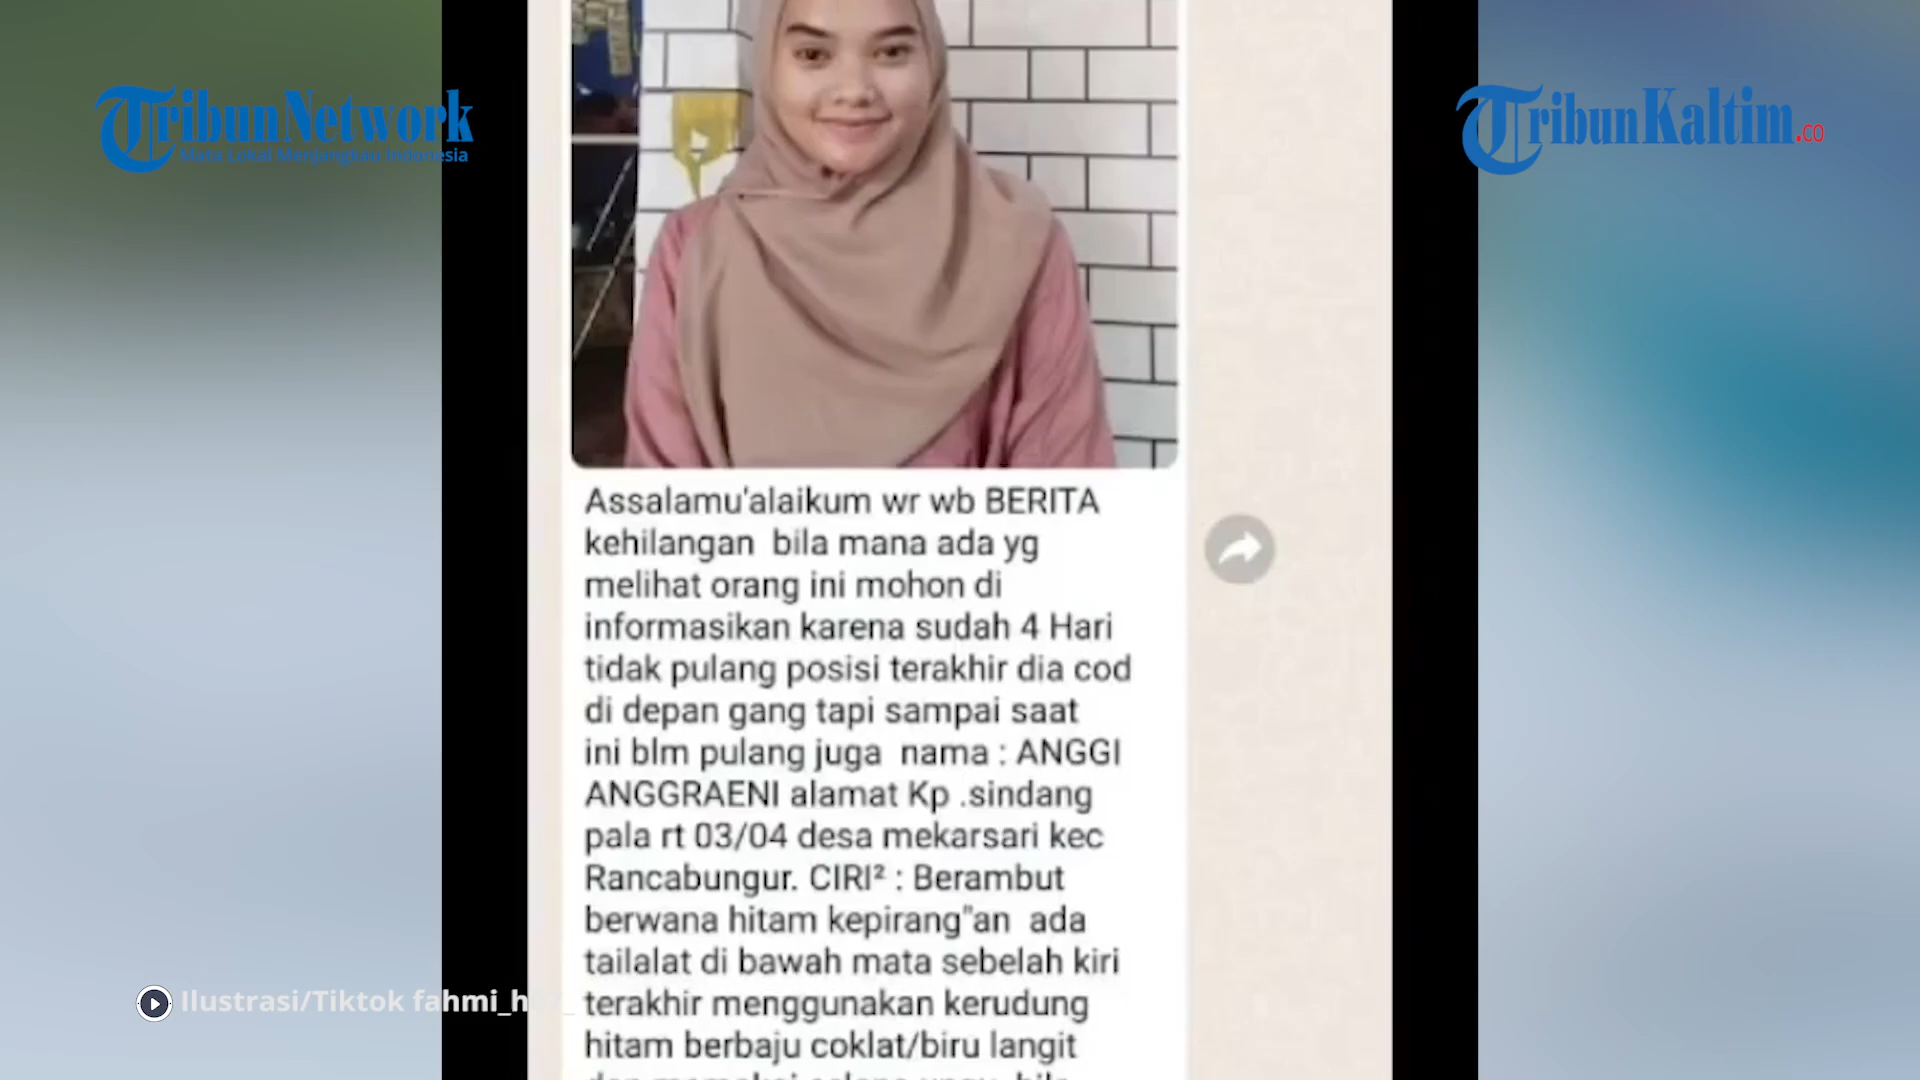 TribunNetwork
Mata Lokal Menjangkau Indonesia
TribunKaltim.co
Assalamu'alaikum wr wb BERITA
kehilangan bila mana ada yg
melihat orang ini mohon di
informasikan karena sudah 4 Hari
tidak pulang posisi terakhir dia cod
di depan gang tapi sampai saat
ini blm pulang juga nama : ANGGI
ANGGRAENI alamat Kp .sindang
pala rt 03/04 desa mekarsari kec
Rancabungur. CIRI² : Berambut
berwana hitam kepirang"an ada
tailalat di bawah mata sebelah kiri
terakhir menggunakan kerudung
hitam berbaju coklat/biru langit
Ilustrasi/Tiktok